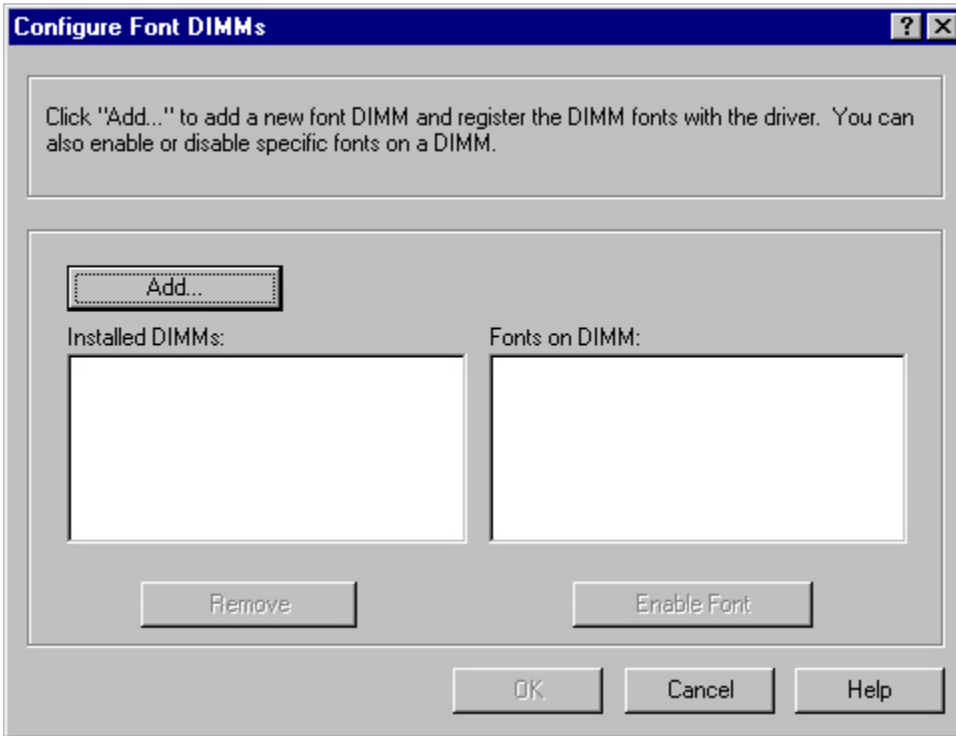 Configure Font DIMMs
Click "Add..." to add a new font DIMM and register the DIMM fonts with the driver.  You can
also enable or disable specific fonts on a DIMM.
Add...
Installed DIMMs:
Fonts on DIMM:
Remove
Enable Font
OK
Cancel
Help